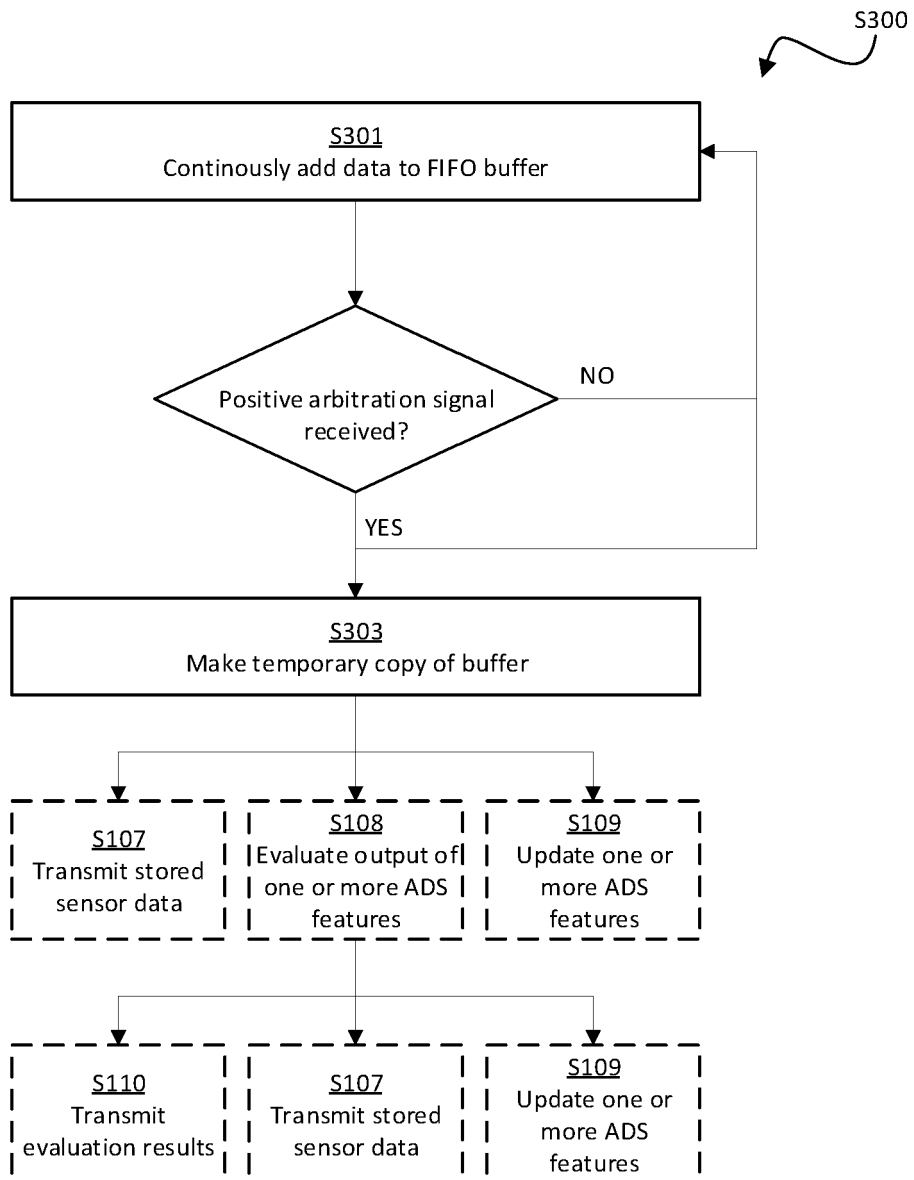 S300
S301
Continously add data to FIFO buffer
Positive arbitration signal
received?
NO
YES
S303
Make temporary copy of buffer
S107
Transmit stored
sensor data
S108
Evaluate output of
one or more ADS
features
S109
Update one or
more ADS
features
S110
Transmit
evaluation results
S107
Transmit stored
sensor data
S109
Update one or
more ADS
features